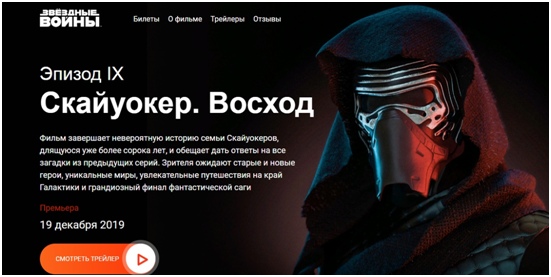 ЗВЁЗДНЫЕ
ВОЙНЫ
Билеты О фильме Трейлеры Отзывы
Эпизод IX
Скайуокер. Восход
Фильм завершает невероятную историю семьи Скайуокеров,
длящуюся уже более сорока лет, и обещает дать ответы на все
загадки из предыдущих серий. Зрителя ожидают старые и новые
герои, уникальные миры, увлекательные путешествия на край
Галактики и грандиозный финал фантастической саги
Премьера
19 декабря 2019
СМОТРЕТЬ ТРЕЙЛЕР